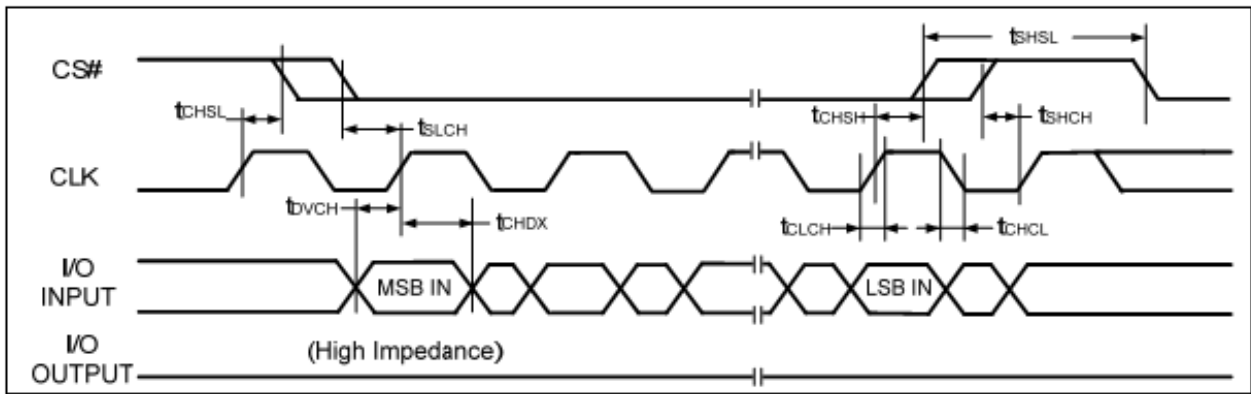 tSHSL
CS#
tCHSL
tSLCH
tCHSH
tSHCH
CLK
tDVCH
tCHDX
tCLCH
tCHCL
I/O
INPUT
MSB IN
LSB IN
I/O
OUTPUT
(High Impedance)